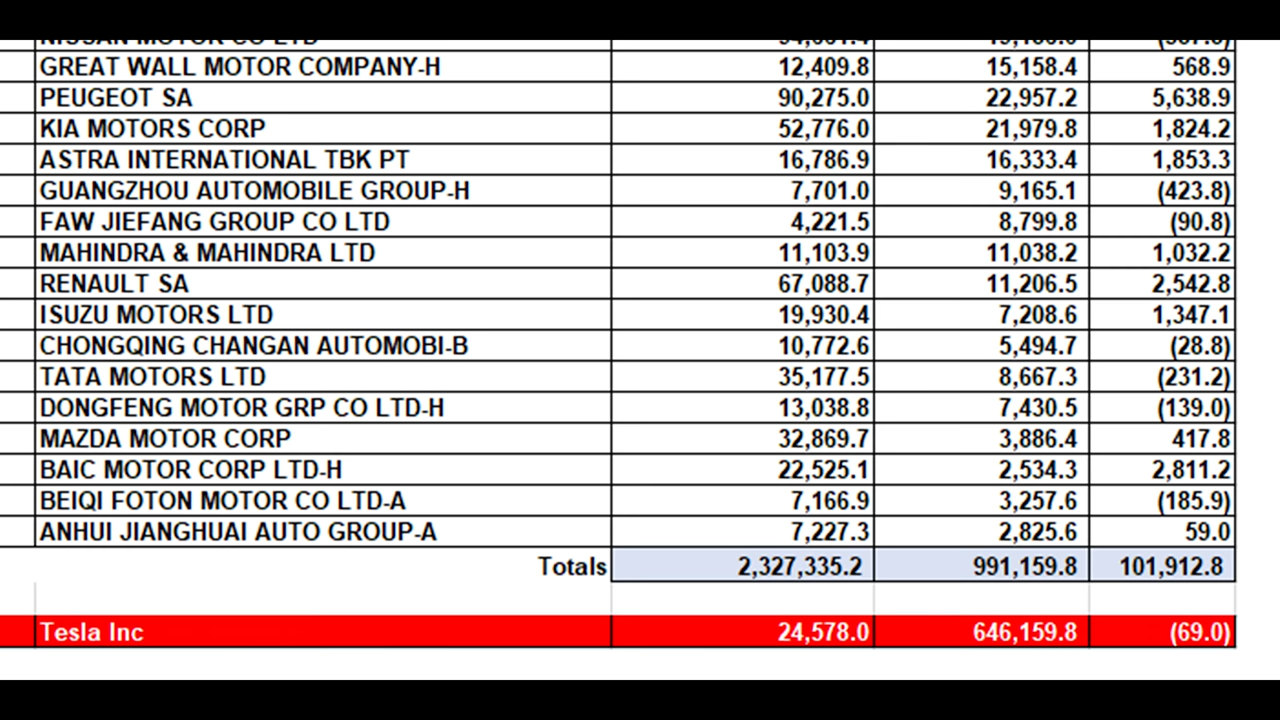 NISSAN MOTOR CO LTD
GREAT WALL MOTOR COMPANY-H 12,409.8 15,158.4 568.9
PEUGEOT SA 90,275.0 22,957.2 5,638.9
KIA MOTORS CORP 52,776.0 21,979.8 1,824.2
ASTRA INTERNATIONAL TBK PT 16,786.9 16,333.4 1,853.3
GUANGZHOU AUTOMOBILE GROUP-H 7,701.0 9,165.1 (423.8)
FAW JIEFANG GROUP CO LTD 4,221.5 8,799.8 (90.8)
MAHINDRA & MAHINDRA LTD 11,103.9 11,038.2 1,032.2
RENAULT SA 67,088.7 11,206.5 2,542.8
ISUZU MOTORS LTD 19,930.4 7,208.6 1,347.1
CHONGQING CHANGAN AUTOMOBI-B 10,772.6 5,494.7 (28.8)
TATA MOTORS LTD 35,177.5 8,667.3 (231.2)
DONGFENG MOTOR GRP CO LTD-H 13,038.8 7,430.5 (139.0)
MAZDA MOTOR CORP 32,869.7 3,886.4 417.8
BAIC MOTOR CORP LTD-H 22,525.1 2,534.3 2,811.2
BEIQI FOTON MOTOR CO LTD-A 7,166.9 3,257.6 (185.9)
ANHUI JIANGHUAI AUTO GROUP-A 7,227.3 2,825.6 59.0
Totals 2,327,335.2 991,159.8 101,912.8
Tesla Inc 24,578.0 646,159.8 (69.0)